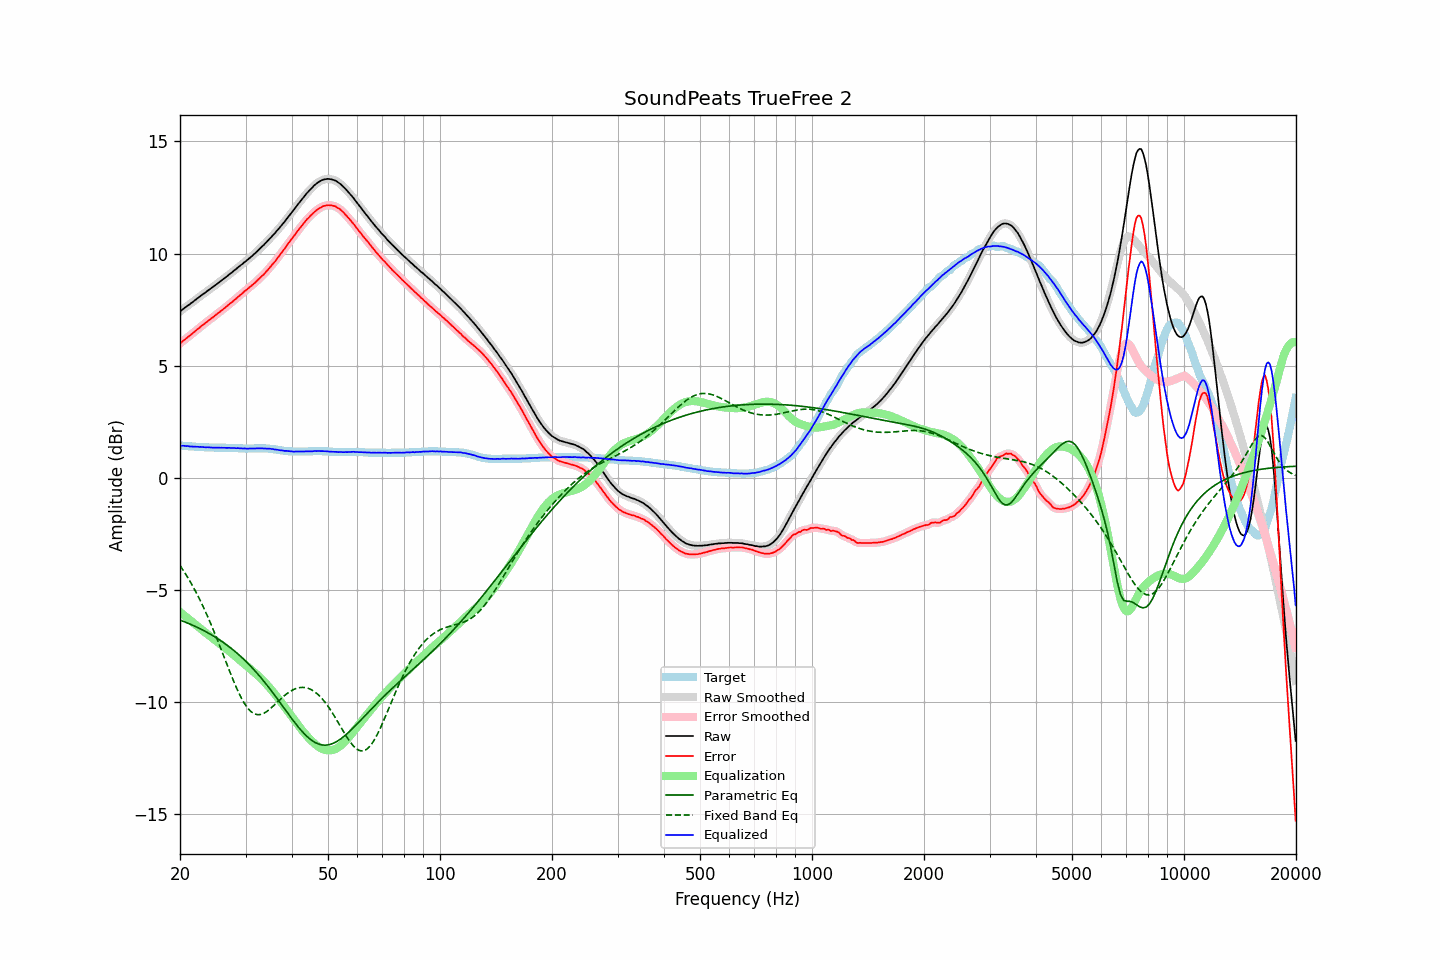 SoundPeats TrueFree 2
Amplitude (dBr)
15
10
5
0
−5
−10
−15
Target
Raw Smoothed
Error Smoothed
Raw
Error
Equalization
Parametric Eq
Fixed Band Eq
Equalized
20 50 100 200 500 1000 2000 5000 10000 20000
Frequency (Hz)